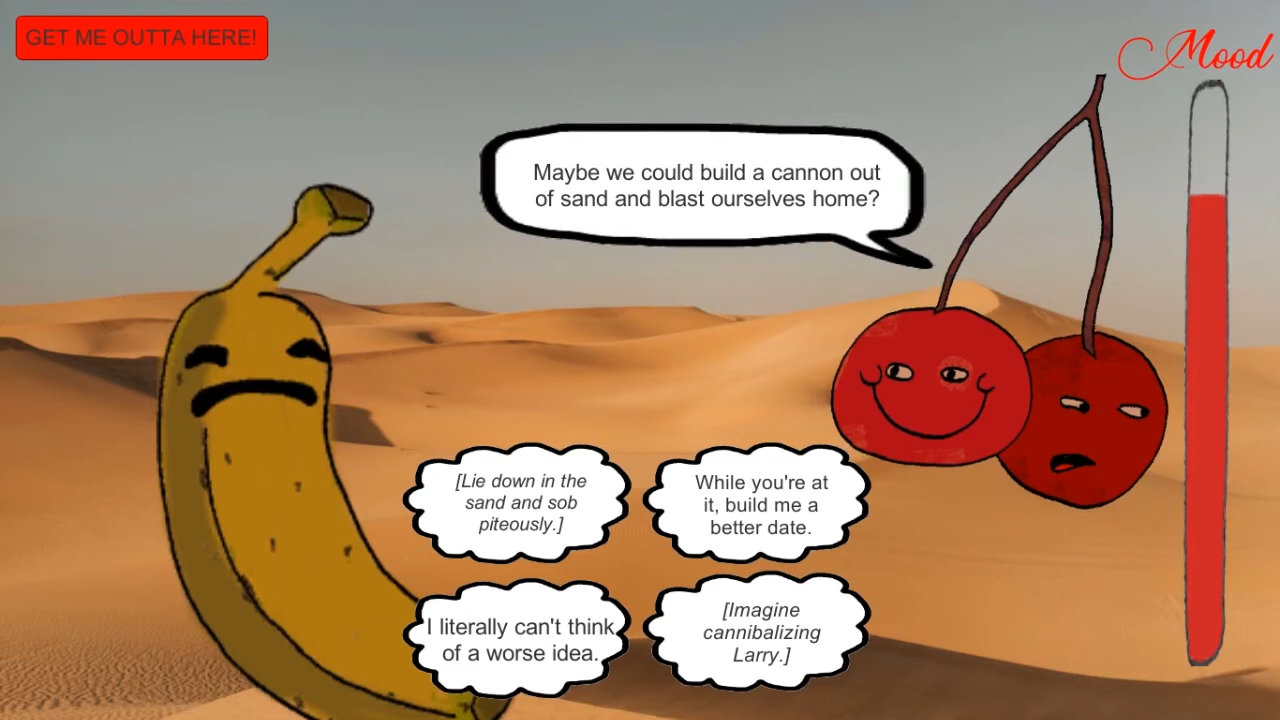 GET ME OUTTA HERE!
Mood
Maybe we could build a cannon out
of sand and blast ourselves home?
[Lie down in the
sand and sob
piteously.]
While you're at
it, build me a
better date.
I literally can't think
of a worse idea.
[Imagine
cannibalizing
Larry.]